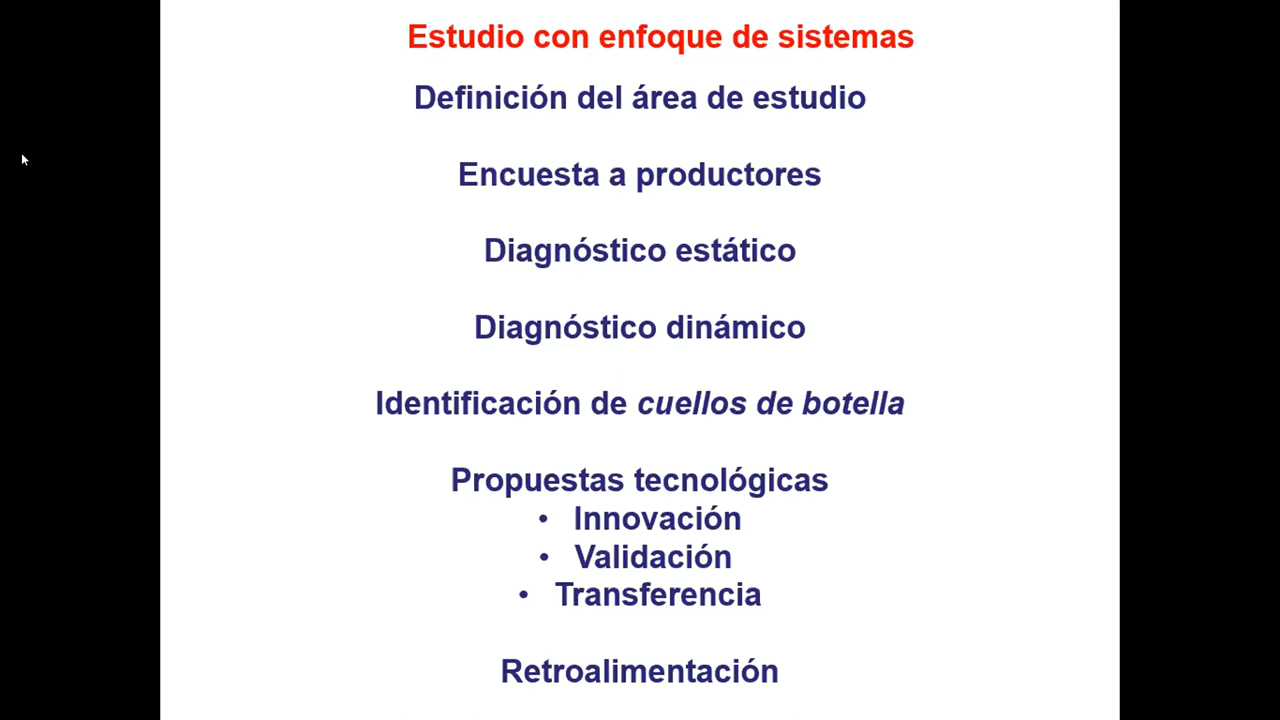 Estudio con enfoque de sistemas
Definición del área de estudio
Encuesta a productores
Diagnóstico estático
Diagnóstico dinámico
Identificación de cuellos de botella
Propuestas tecnológicas
• Innovación
• Validación
• Transferencia
Retroalimentación